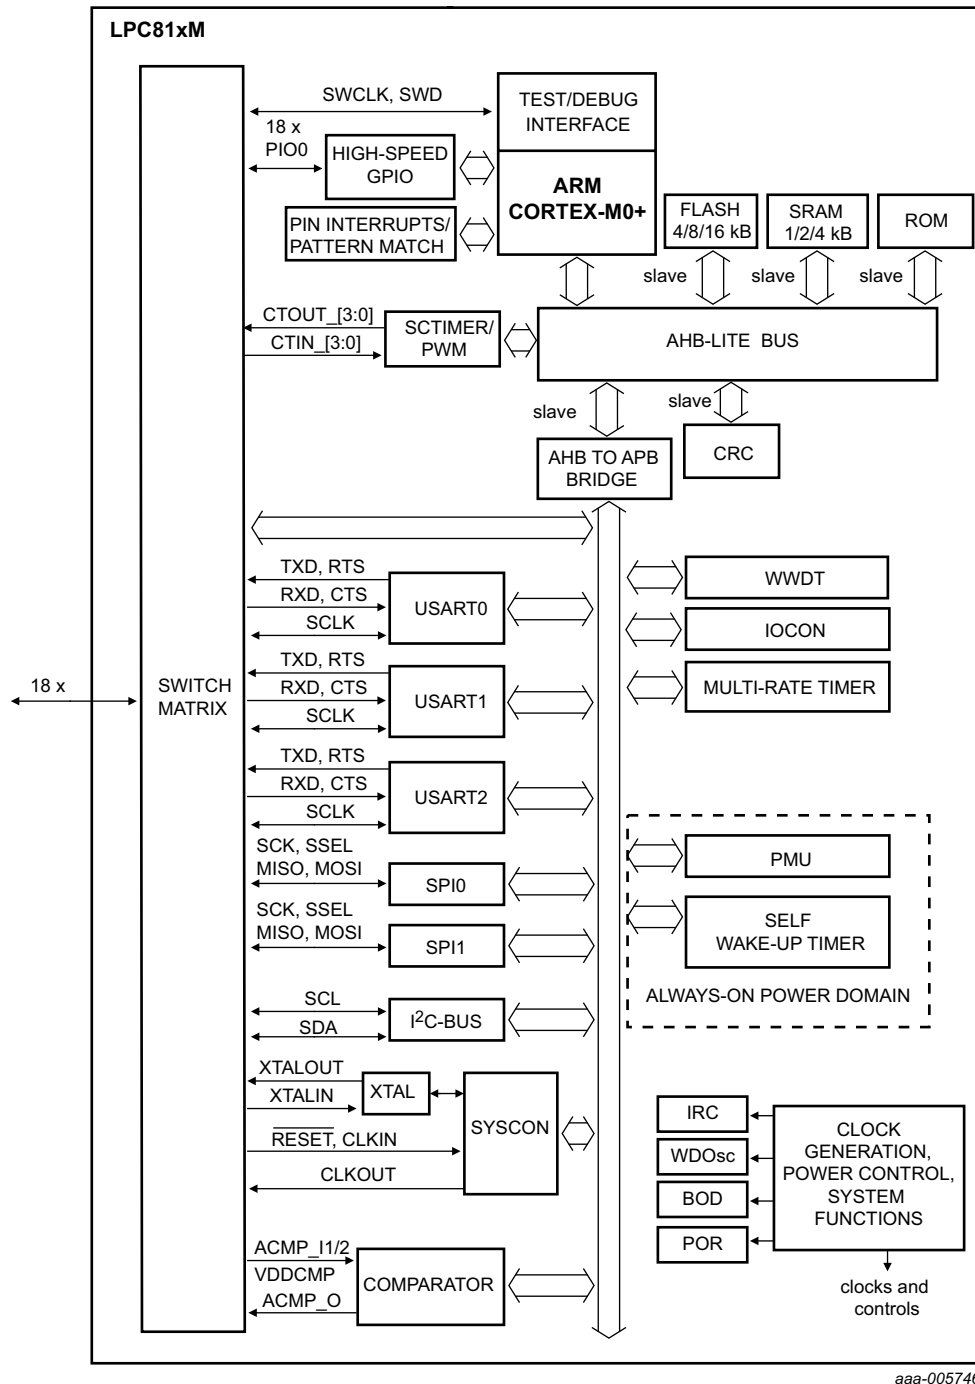 LPC81xM
SWCLK, SWD
TEST/DEBUG
INTERFACE
18 x
PIO0
HIGH-SPEED
GPIO
ARM
CORTEX-M0+
PIN INTERRUPTS/
PATTERN MATCH
FLASH
4/8/16 kB
SRAM
1/2/4 kB
ROM
slave
slave
slave
CTOUT_[3:0]
CTIN_[3:0]
SCTIMER/
PWM
AHB-LITE BUS
slave
slave
AHB TO APB
BRIDGE
CRC
TXD, RTS
RXD, CTS
SCLK
USART0
WWDT
IOCON
TXD, RTS
RXD, CTS
SCLK
USART1
MULTI-RATE TIMER
18 x
SWITCH
MATRIX
TXD, RTS
RXD, CTS
SCLK
USART2
SCK, SSEL
MISO, MOSI
SPI0
PMU
SCK, SSEL
MISO, MOSI
SPI1
SELF
WAKE-UP TIMER
ALWAYS-ON POWER DOMAIN
SCL
SDA
I2C-BUS
XTALOUT
XTALIN
XTAL
RESET, CLKIN
CLKOUT
SYSCON
IRC
WDOsc
BOD
POR
CLOCK
GENERATION,
POWER CONTROL,
SYSTEM
FUNCTIONS
clocks and
controls
ACMP_I1/2
VDDCMP
ACMP_O
COMPARATOR